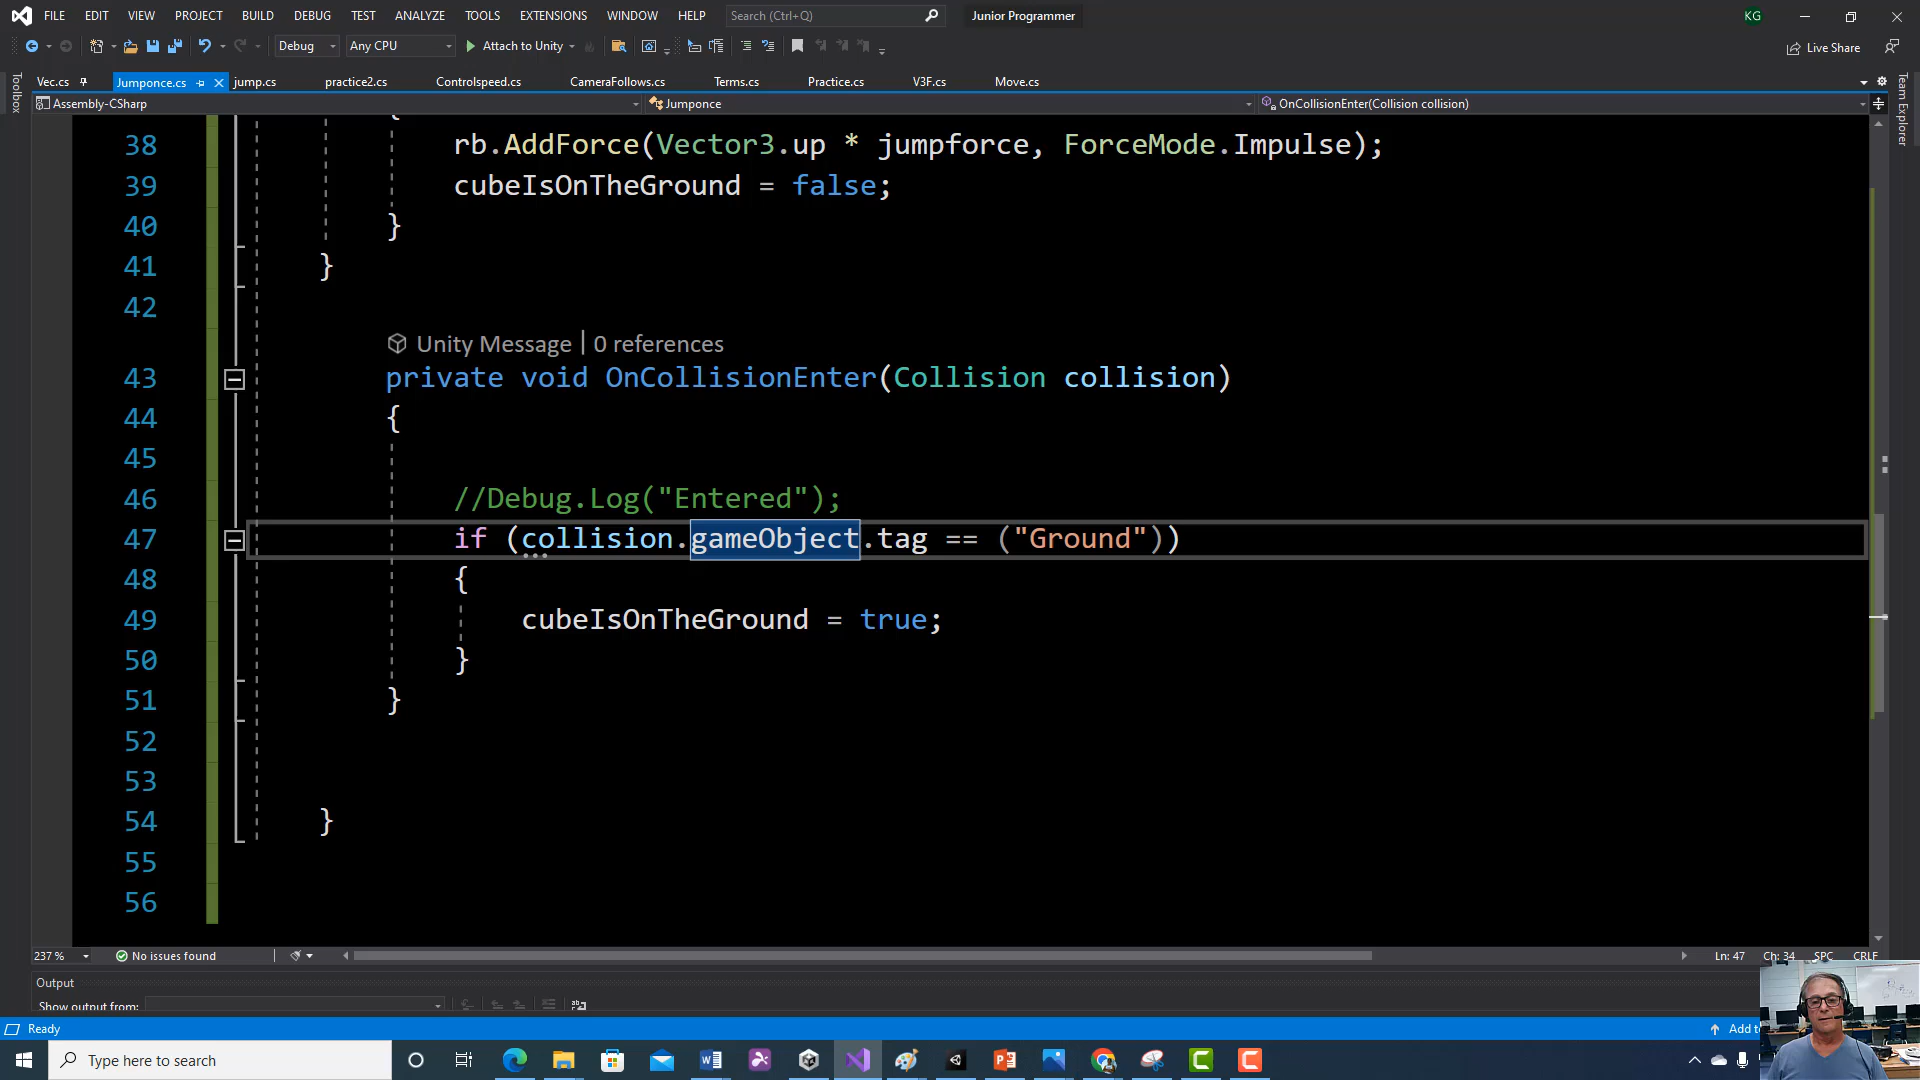 FILE EDIT VIEW PROJECT BUILD DEBUG TEST ANALYZE TOOLS EXTENSIONS WINDOW HELP Search (Ctrl+Q) Junior Programmer KG
Debug Any CPU Attach to Unity Live Share
Vec.cs Jumponce.cs jump.cs practice2.cs Controlspeed.cs CameraFollows.cs Terms.cs Practice.cs V3F.cs Move.cs
Toolbox
Team Explorer
Assembly-CSharp Jumponce OnCollisionEnter(Collision collision)
{
38 rb.AddForce(Vector3.up * jumpforce, ForceMode.Impulse);
39 cubeIsOnTheGround = false;
40 }
41 }
42
Unity Message | 0 references
43 private void OnCollisionEnter(Collision collision)
44 {
45
46 //Debug.Log("Entered");
47 if (collision.gameObject.tag == ("Ground"))
48 {
49 cubeIsOnTheGround = true;
50 }
51 }
52
53
54 }
55
56
237 % No issues found Ln: 47 Ch: 34 SPC CRLF
Output
Show output from:
Ready Add to
Type here to search